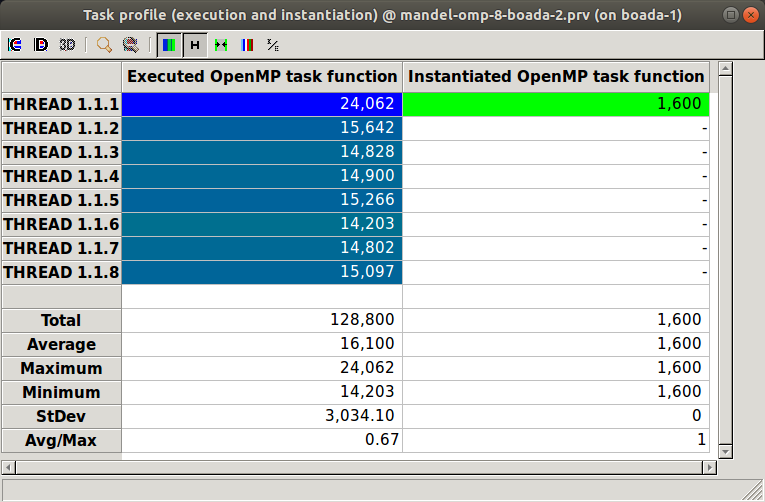 Task profile (execution and instantiation) @ mandel-omp-8-boada-2.prv (on boada-1)
3D
Executed OpenMP task function Instantiated OpenMP task function
THREAD 1.1.1 24,062 1,600
THREAD 1.1.2 15,642 -
THREAD 1.1.3 14,828 -
THREAD 1.1.4 14,900 -
THREAD 1.1.5 15,266 -
THREAD 1.1.6 14,203 -
THREAD 1.1.7 14,802 -
THREAD 1.1.8 15,097 -
Total 128,800 1,600
Average 16,100 1,600
Maximum 24,062 1,600
Minimum 14,203 1,600
StDev 3,034.10 0
Avg/Max 0.67 1